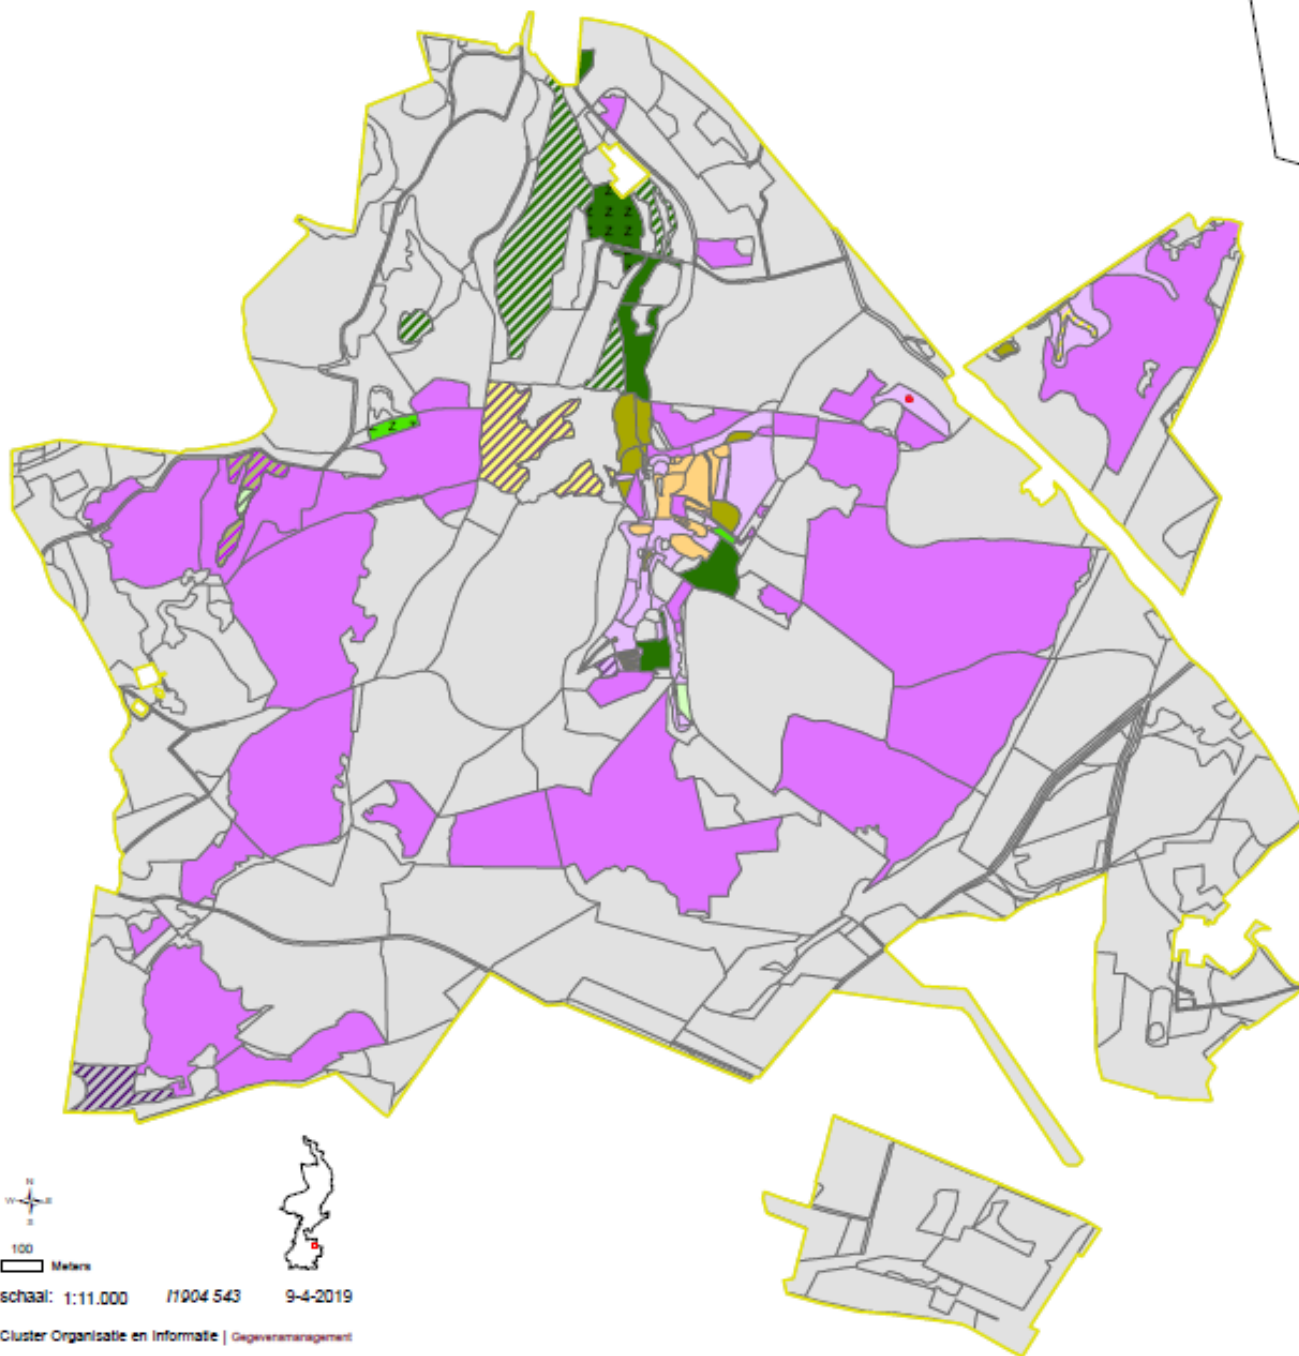 Z
Z Z Z
Z Z
Z
N
W E
S
100
Meters
schaal: 1:11.000 I1904 543 9-4-2019
Cluster Organisatie en Informatie | Gegevensmanagement